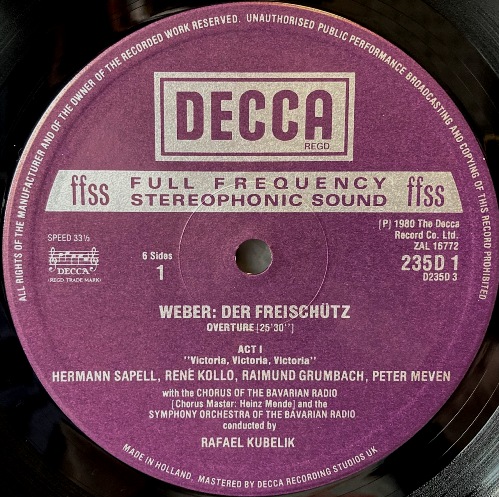 ALL RIGHTS OF THE MANUFACTURER AND OF THE OWNER OF THE RECORDED WORK RESERVED. UNAUTHORISED PUBLIC PERFORMANCE BROADCASTING AND COPYING OF THIS RECORD PROHIBITED.
DECCA
REGD.
ffss FULL FREQUENCY STEREOPHONIC SOUND ffss
SPEED 33⅓
DECCA
(REGD. TRADE MARK)
6 Sides
1
[P] 1980 The Decca
Record Co. Ltd.
ZAL 16772
235D 1
D235D 3
WEBER: DER FREISCHÜTZ
OVERTURE [25'30"]
ACT I
"Victoria, Victoria, Victoria"
HERMANN SAPELL, RENÉ KOLLO, RAIMUND GRUMBACH, PETER MEVEN
with the CHORUS OF THE BAVARIAN RADIO
[Chorus Master: Heinz Mende] and the
SYMPHONY ORCHESTRA OF THE BAVARIAN RADIO
conducted by
RAFAEL KUBELIK
MADE IN HOLLAND. MASTERED BY DECCA RECORDING STUDIOS UK